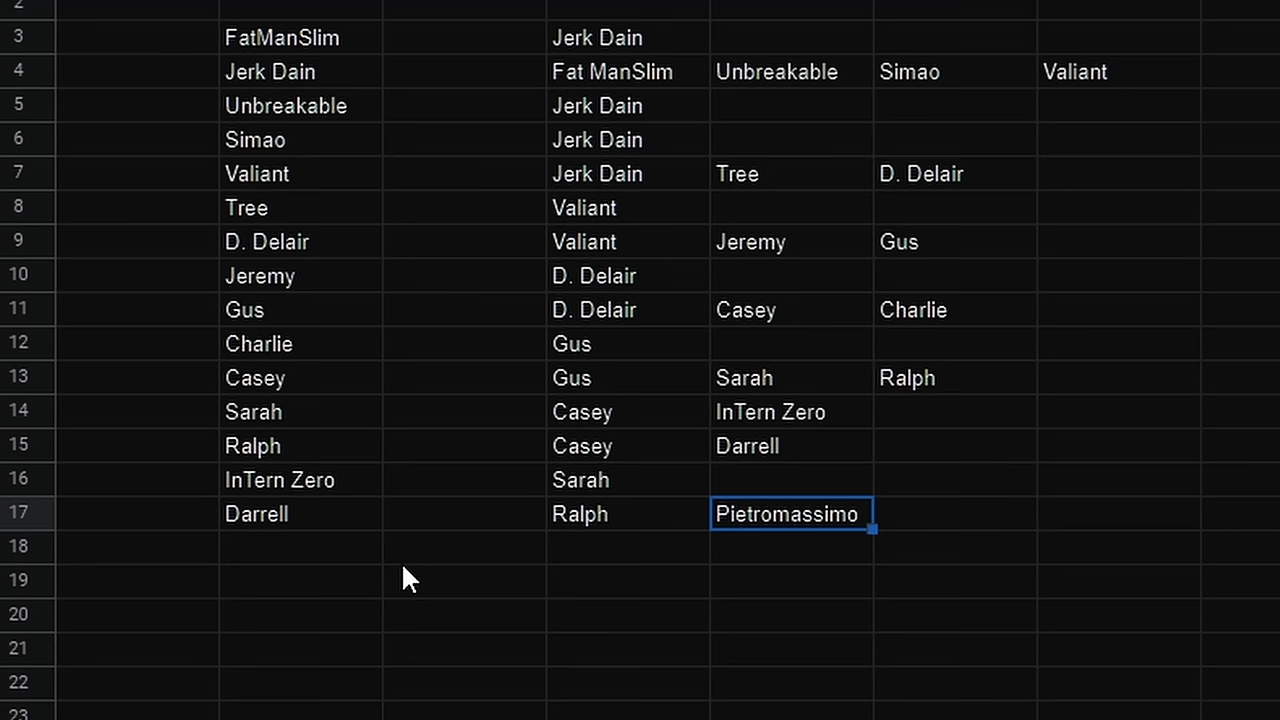 2
3 FatManSlim Jerk Dain
4 Jerk Dain Fat ManSlim Unbreakable Simao Valiant
5 Unbreakable Jerk Dain
6 Simao Jerk Dain
7 Valiant Jerk Dain Tree D. Delair
8 Tree Valiant
9 D. Delair Valiant Jeremy Gus
10 Jeremy D. Delair
11 Gus D. Delair Casey Charlie
12 Charlie Gus
13 Casey Gus Sarah Ralph
14 Sarah Casey InTern Zero
15 Ralph Casey Darrell
16 InTern Zero Sarah
17 Darrell Ralph Pietromassimo
18
19
20
21
22
23